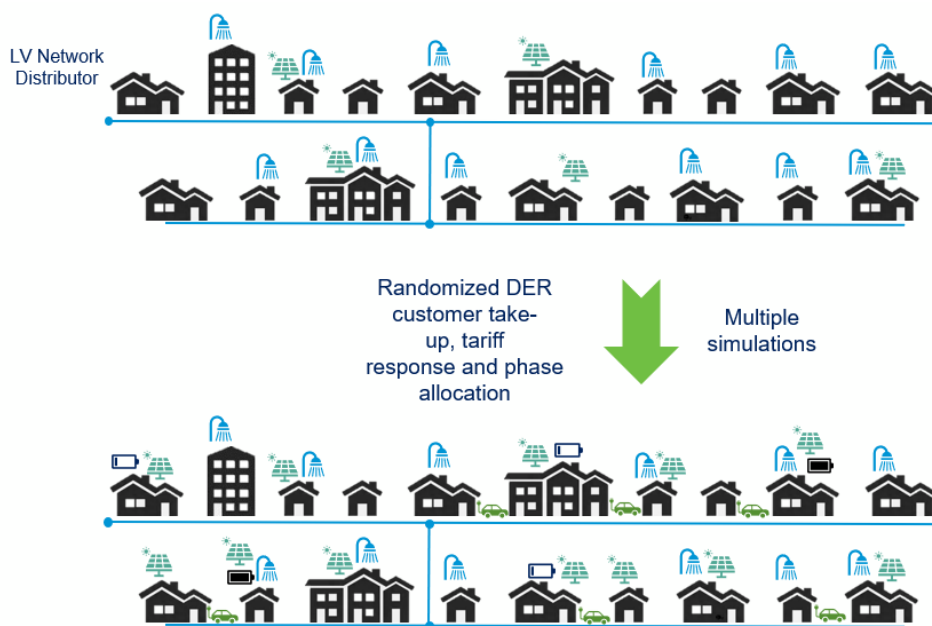 LV Network
Distributor
Randomized DER
customer take-
up, tariff
response and phase
allocation
Multiple
simulations